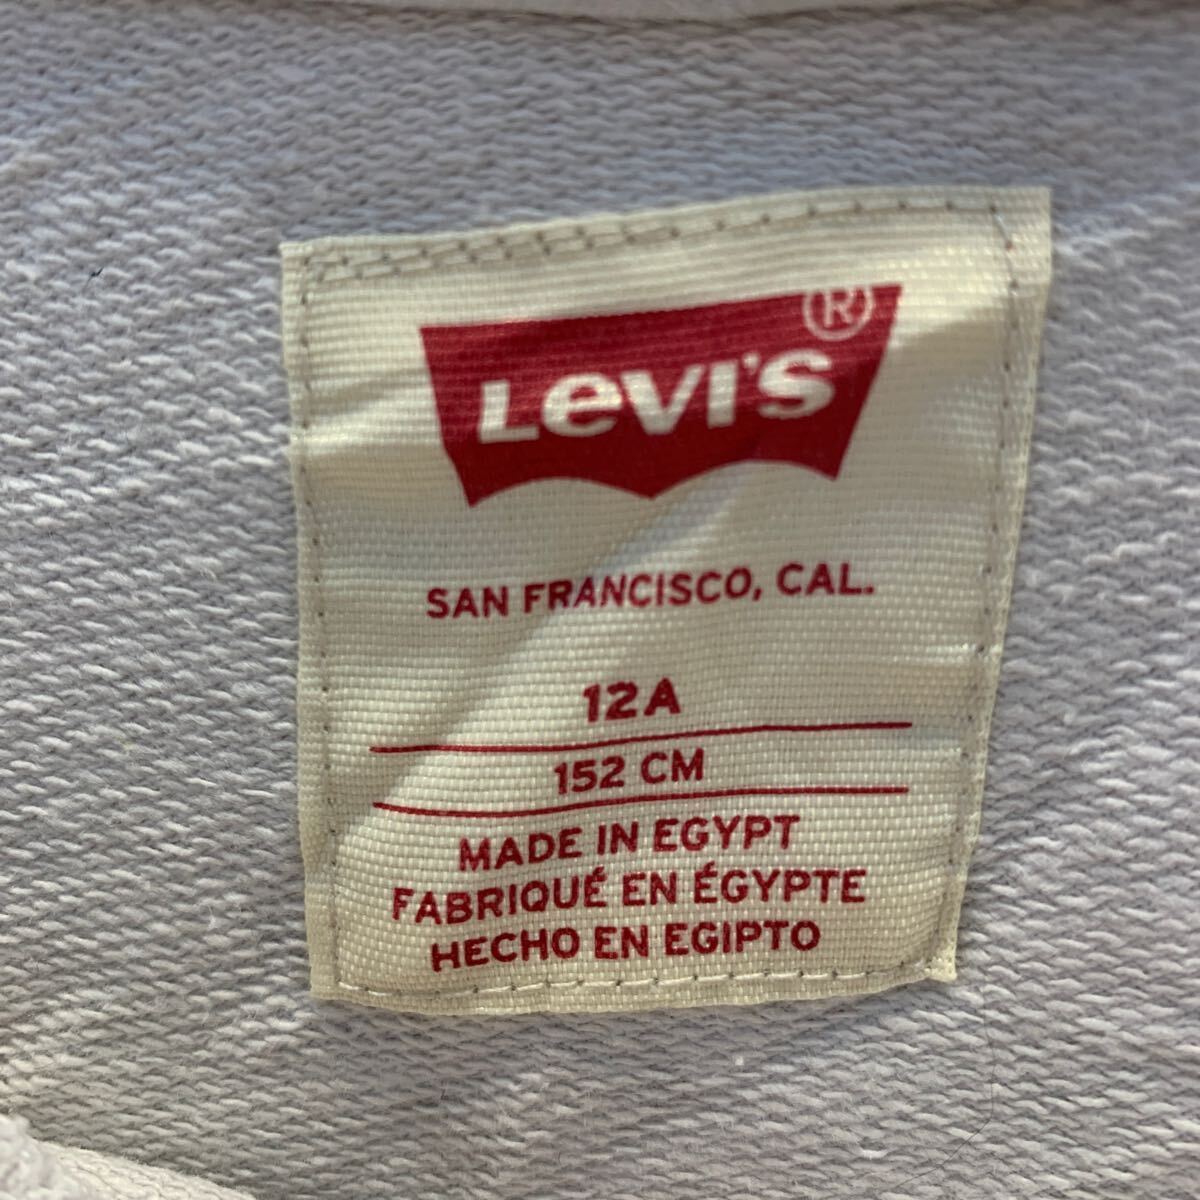 Levi's ®
SAN FRANCISCO, CAL.
12A
152 CM
MADE IN EGYPT
FABRIQUÉ EN ÉGYPTE
HECHO EN EGIPTO